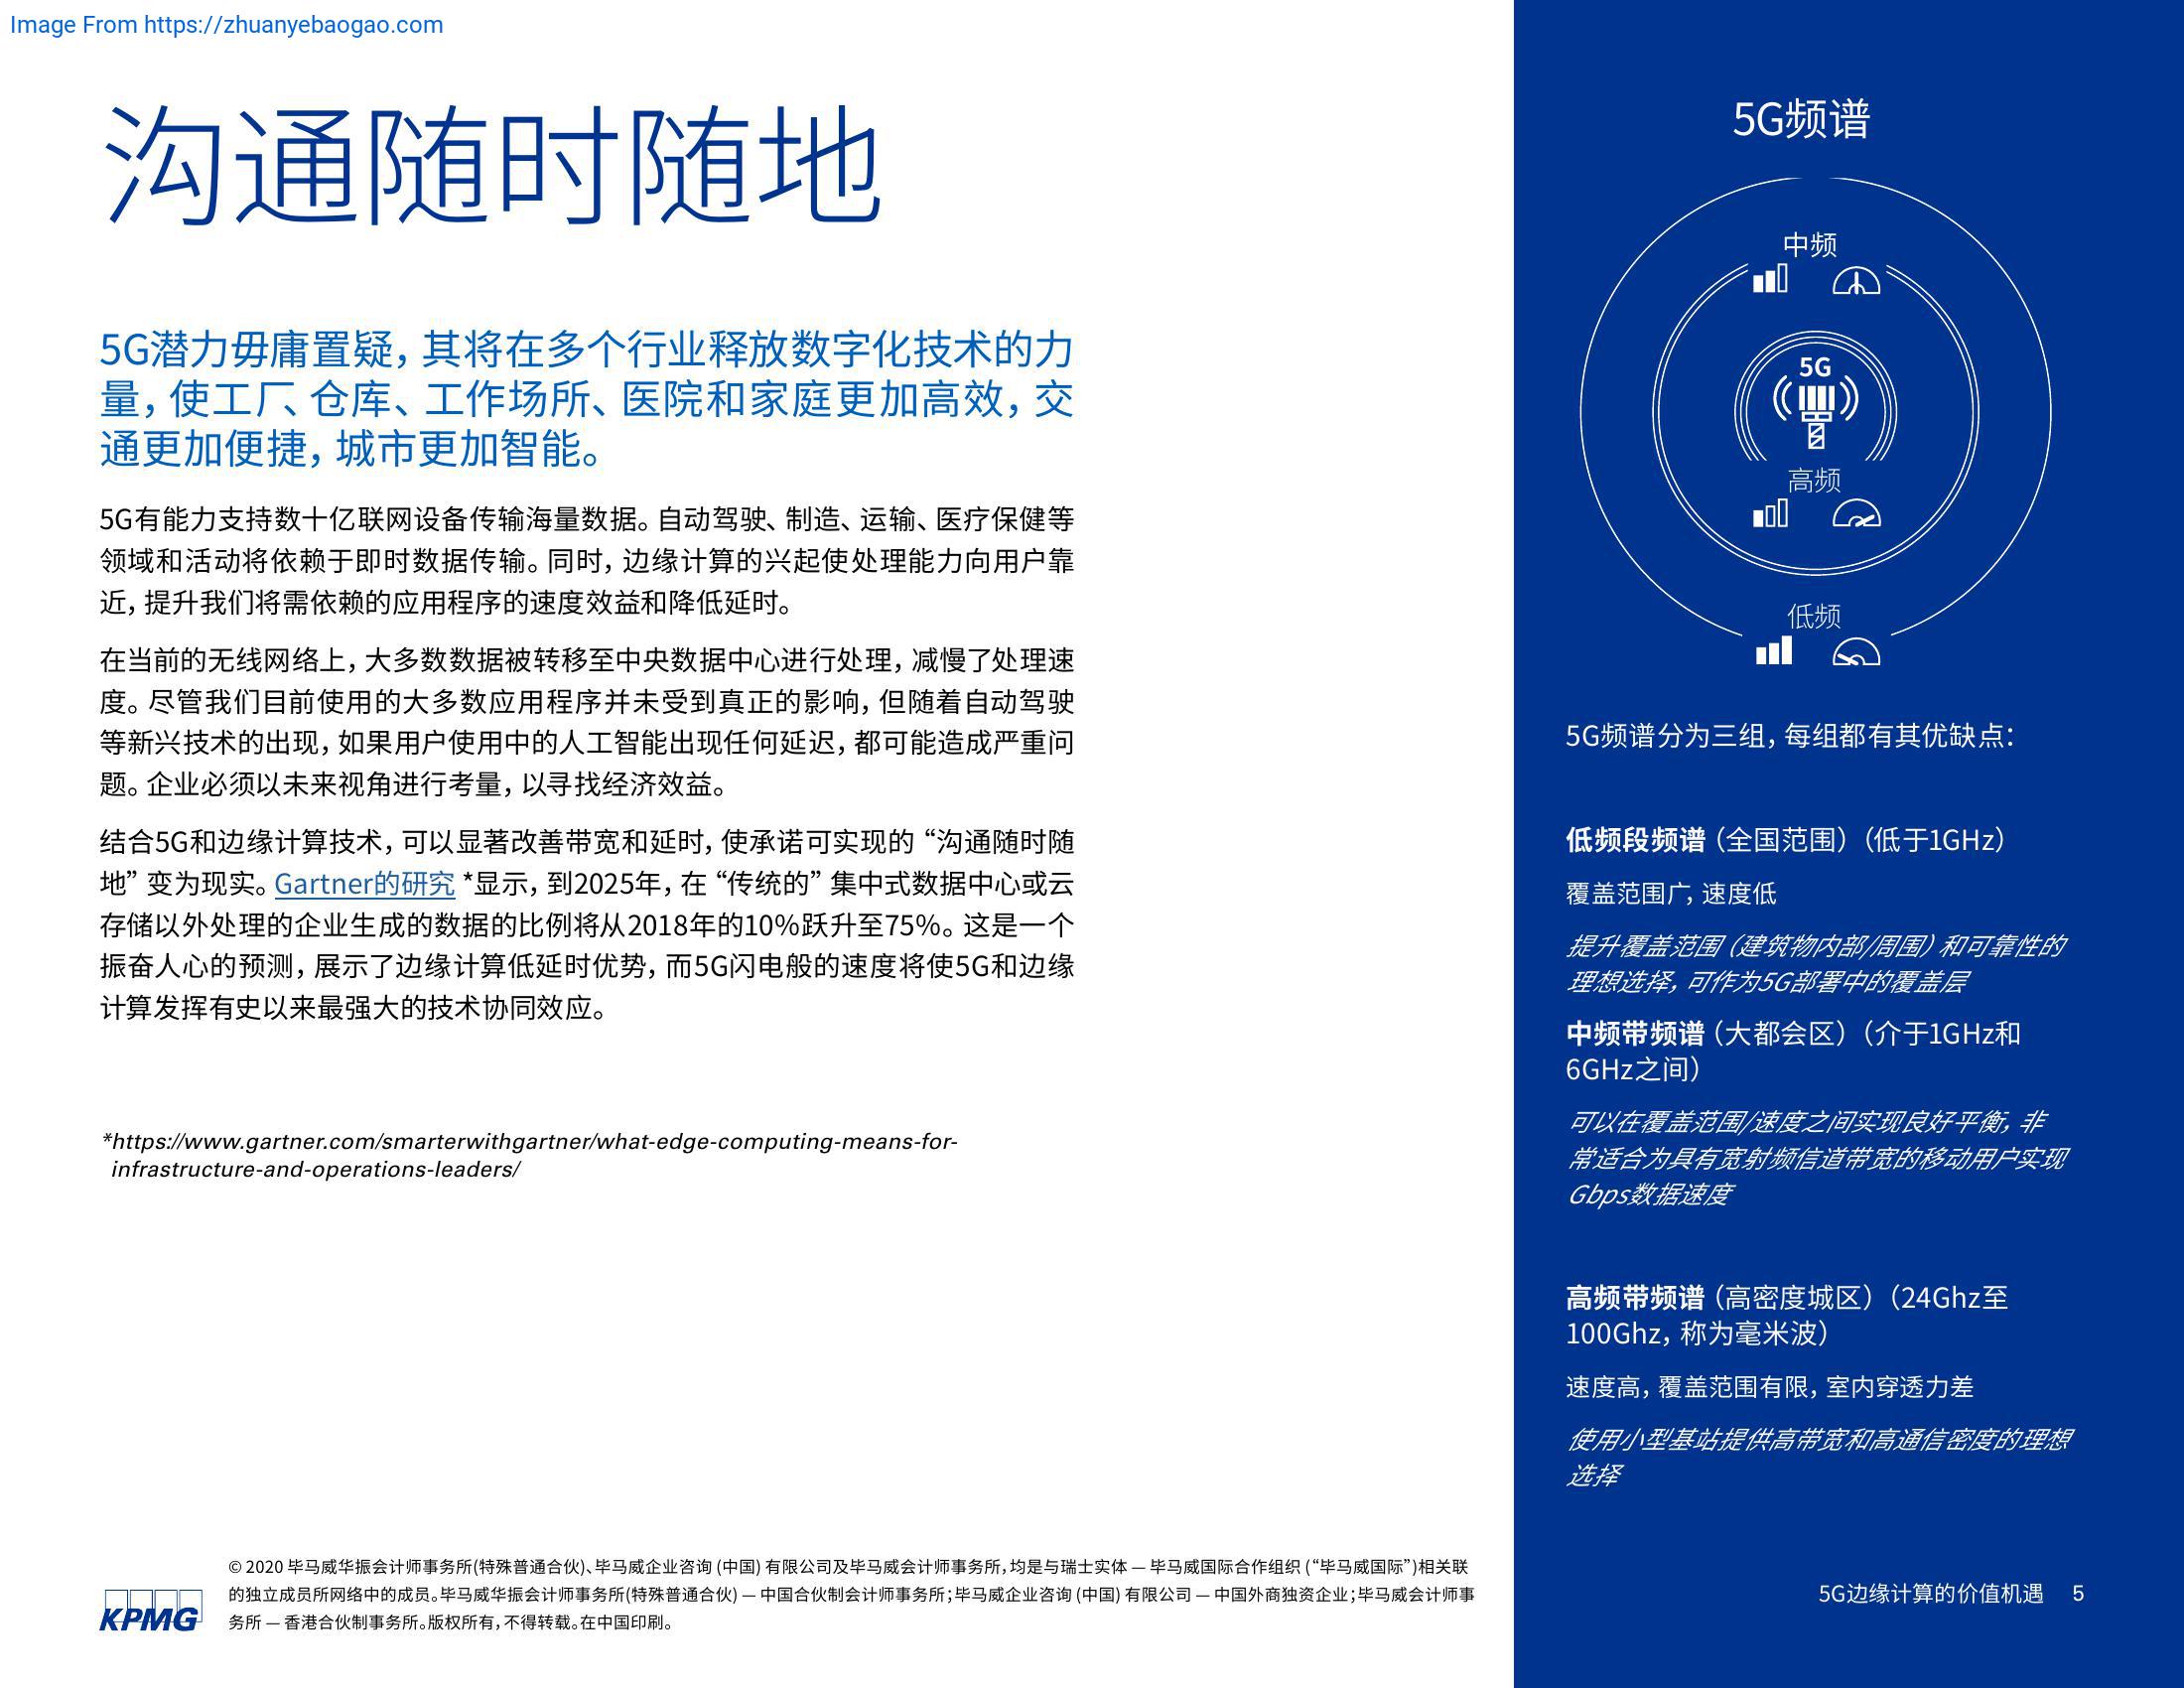 Image From https://zhuanyebaogao.com
沟通随时随地
5G潜力毋庸置疑，其将在多个行业释放数字化技术的力
量，使工厂、仓库、工作场所、医院和家庭更加高效，交
通更加便捷，城市更加智能。
5G有能力支持数十亿联网设备传输海量数据。自动驾驶、制造、运输、医疗保健等
领域和活动将依赖于即时数据传输。同时，边缘计算的兴起使处理能力向用户靠
近，提升我们将需依赖的应用程序的速度效益和降低延时。
在当前的无线网络上，大多数数据被转移至中央数据中心进行处理，减慢了处理速
度。尽管我们目前使用的大多数应用程序并未受到真正的影响，但随着自动驾驶
等新兴技术的出现，如果用户使用中的人工智能出现任何延迟，都可能造成严重问
题。企业必须以未来视角进行考量，以寻找经济效益。
结合5G和边缘计算技术，可以显著改善带宽和延时，使承诺可实现的“沟通随时随
地”变为现实。Gartner的研究 *显示，到2025年，在“传统的”集中式数据中心或云
存储以外处理的企业生成的数据的比例将从2018年的10%跃升至75%。这是一个
振奋人心的预测，展示了边缘计算低延时优势，而5G闪电般的速度将使5G和边缘
计算发挥有史以来最强大的技术协同效应。
*https://www.gartner.com/smarterwithgartner/what-edge-computing-means-for-
infrastructure-and-operations-leaders/
KPMG
© 2020 毕马威华振会计师事务所(特殊普通合伙)、毕马威企业咨询 (中国) 有限公司及毕马威会计师事务所，均是与瑞士实体 — 毕马威国际合作组织 (“毕马威国际”)相关联
的独立成员所网络中的成员。毕马威华振会计师事务所(特殊普通合伙) — 中国合伙制会计师事务所；毕马威企业咨询 (中国) 有限公司 — 中国外商独资企业；毕马威会计师事
务所 — 香港合伙制事务所。版权所有，不得转载。在中国印刷。
5G频谱
中频
5G
高频
低频
5G频谱分为三组，每组都有其优缺点：
低频段频谱（全国范围）（低于1GHz）
覆盖范围广，速度低
提升覆盖范围（建筑物内部/周围）和可靠性的
理想选择，可作为5G部署中的覆盖层
中频带频谱（大都会区）（介于1GHz和
6GHz之间）
可以在覆盖范围/速度之间实现良好平衡，非
常适合为具有宽射频信道带宽的移动用户实现
Gbps数据速度
高频带频谱（高密度城区）（24Ghz至
100Ghz，称为毫米波）
速度高，覆盖范围有限，室内穿透力差
使用小型基站提供高带宽和高通信密度的理想
选择
5G边缘计算的价值机遇 5